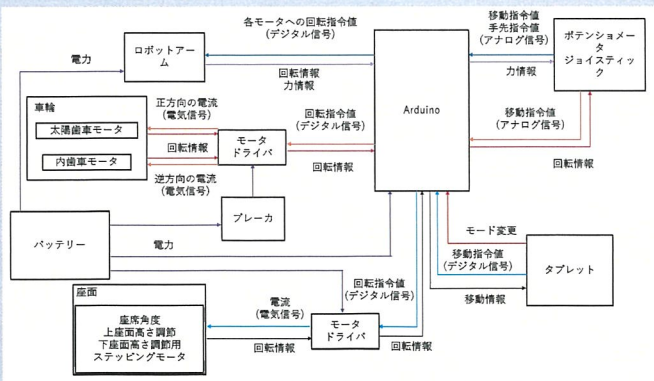 各モータへの回転指令値
(デジタル信号)
移動指令値
手先指令値
(アナログ信号)
ロボットアー
ム
ポテンショメー
タ
ジョイスティッ
ク
電力
回転情報
力情報
力情報
Arduino
車輪
正方向の電流
(電気信号)
太陽歯車モータ
回転情報
内歯車モータ
逆方向の電流
(電気信号)
モータ
ドライバ
回転指令値
(デジタル信号)
回転情報
移動指令値
(アナログ信号)
回転情報
ブレーカ
バッテリー
電力
モード変更
移動指令値
(デジタル信号)
タブレット
移動情報
回転指令値
(デジタル信号)
座面
座席角度
上座面高さ調節
下座面高さ調節用
ステッピングモータ
電流
(電気信号)
回転情報
モータ
ドライバ
回転情報